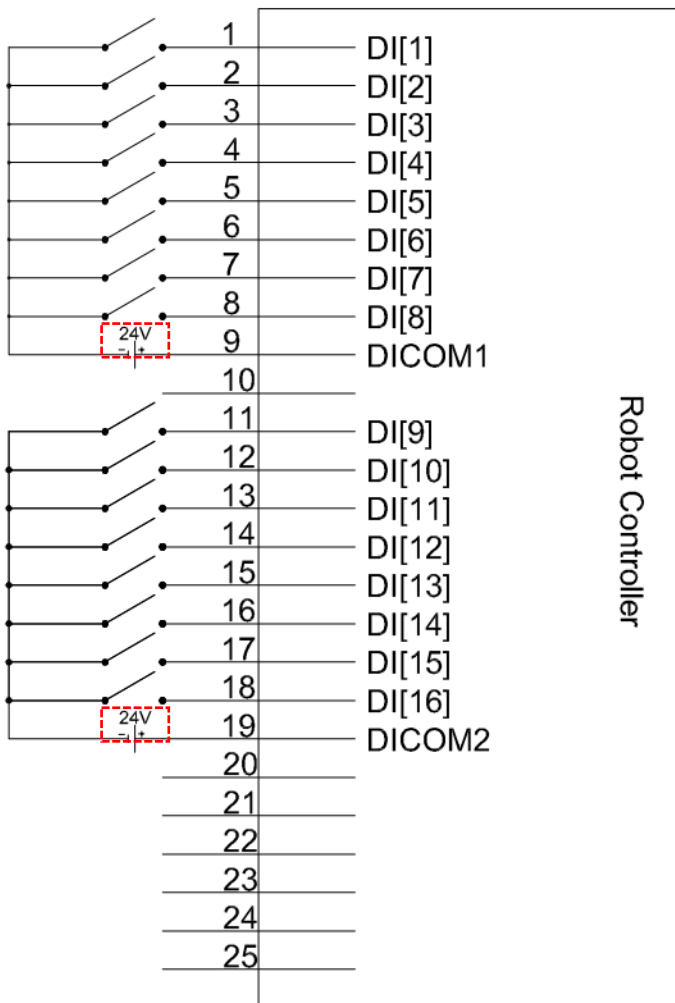 1 DI[1]
2 DI[2]
3 DI[3]
4 DI[4]
5 DI[5]
6 DI[6]
7 DI[7]
8 DI[8]
24V
- +
9 DICOM1
10
11 DI[9]
12 DI[10]
13 DI[11]
14 DI[12]
15 DI[13]
16 DI[14]
17 DI[15]
18 DI[16]
24V
- +
19 DICOM2
20
21
22
23
24
25
Robot Controller